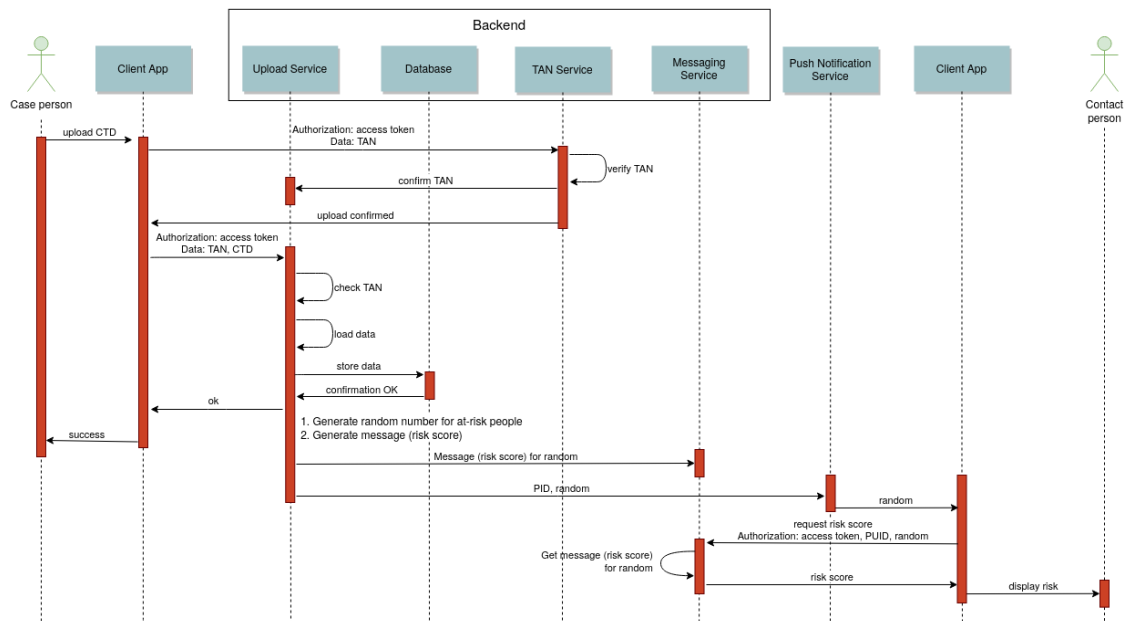 Backend
Case person
Client App
Upload Service
Database
TAN Service
Messaging
Service
Push Notification
Service
Client App
Contact
person
upload CTD
Authorization: access token
Data: TAN
verify TAN
confirm TAN
upload confirmed
Authorization: access token
Data: TAN, CTD
check TAN
load data
store data
confirmation OK
ok
1. Generate random number for at-risk people
2. Generate message (risk score)
success
Message (risk score) for random
PID, random
random
request risk score
Authorization: access token, PUID, random
Get message (risk score)
for random
risk score
display risk